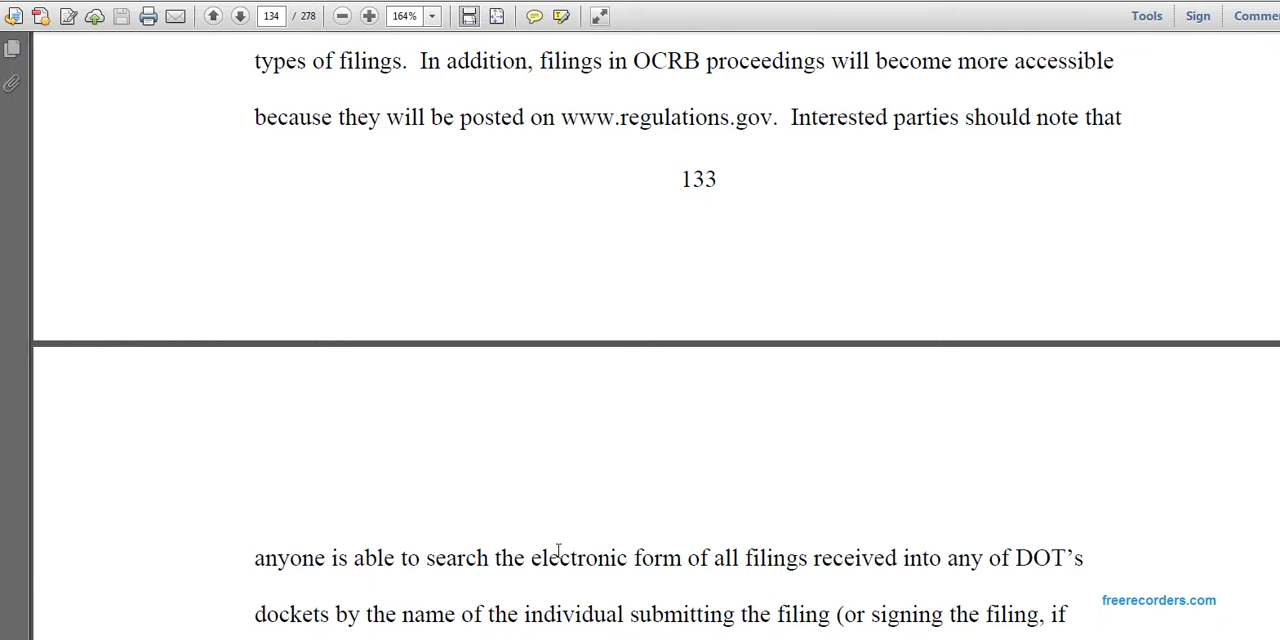 134 / 278 164% Tools Sign Comme
types of filings. In addition, filings in OCRB proceedings will become more accessible
because they will be posted on www.regulations.gov. Interested parties should note that
133
anyone is able to search the electronic form of all filings received into any of DOT’s
dockets by the name of the individual submitting the filing (or signing the filing, if
freerecorders.com